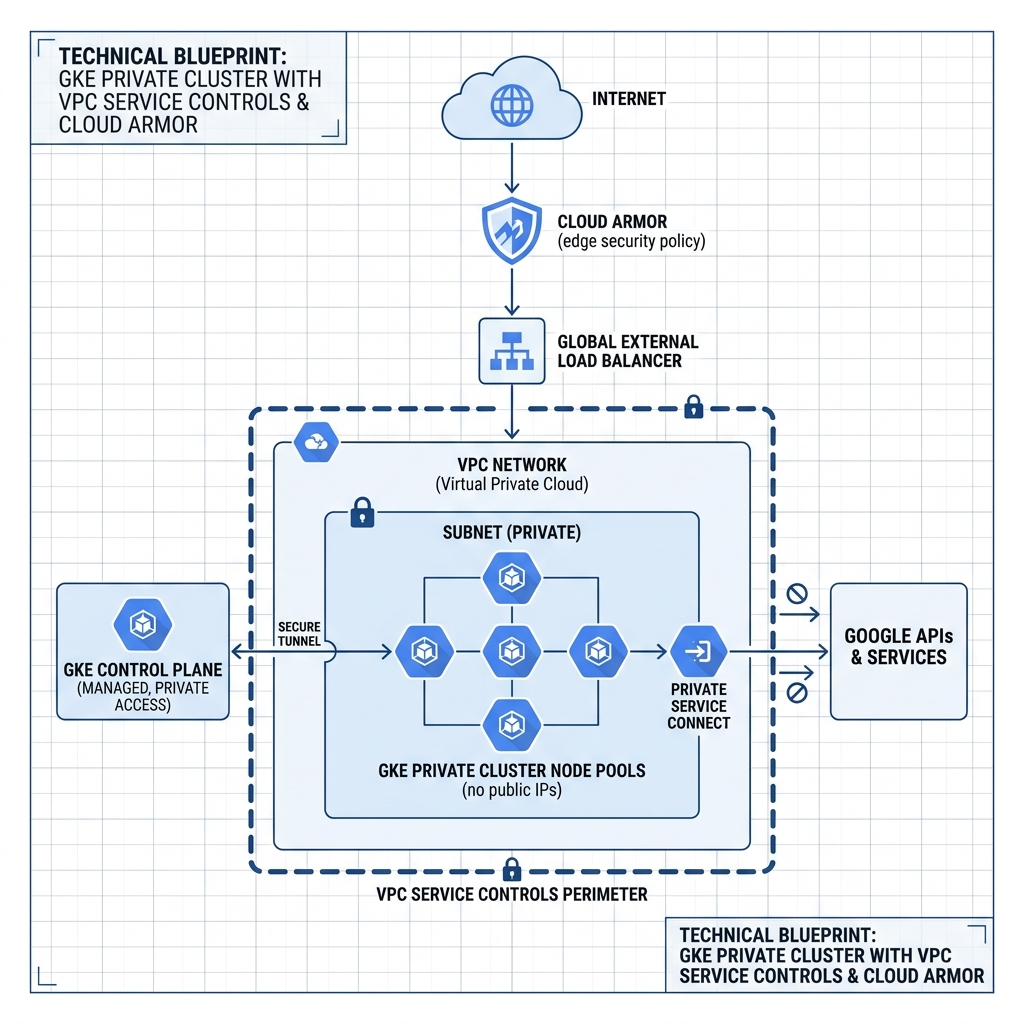 TECHNICAL BLUEPRINT:
GKE PRIVATE CLUSTER WITH
VPC SERVICE CONTROLS &
CLOUD ARMOR
INTERNET
CLOUD ARMOR
(edge security policy)
GLOBAL EXTERNAL
LOAD BALANCER
VPC NETWORK
(Virtual Private Cloud)
SUBNET (PRIVATE)
SECURE
TUNNEL
GKE CONTROL PLANE
(MANAGED, PRIVATE
ACCESS)
GOOGLE APIs
& SERVICES
PRIVATE
SERVICE
CONNECT
GKE PRIVATE CLUSTER NODE POOLS
(no public IPs)
VPC SERVICE CONTROLS PERIMETER
TECHNICAL BLUEPRINT:
GKE PRIVATE CLUSTER WITH VPC
SERVICE CONTROLS & CLOUD ARMOR